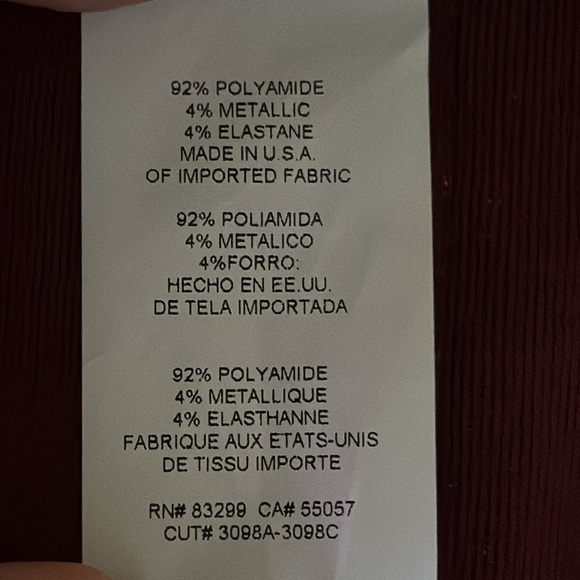 92% POLYAMIDE
4% METALLIC
4% ELASTANE
MADE IN U.S.A.
OF IMPORTED FABRIC
92% POLIAMIDA
4% METALICO
4%FORRO:
HECHO EN EE.UU.
DE TELA IMPORTADA
92% POLYAMIDE
4% METALLIQUE
4% ELASTHANNE
FABRIQUE AUX ETATS-UNIS
DE TISSU IMPORTE
RN# 83299 CA# 55057
CUT# 3098A-3098C